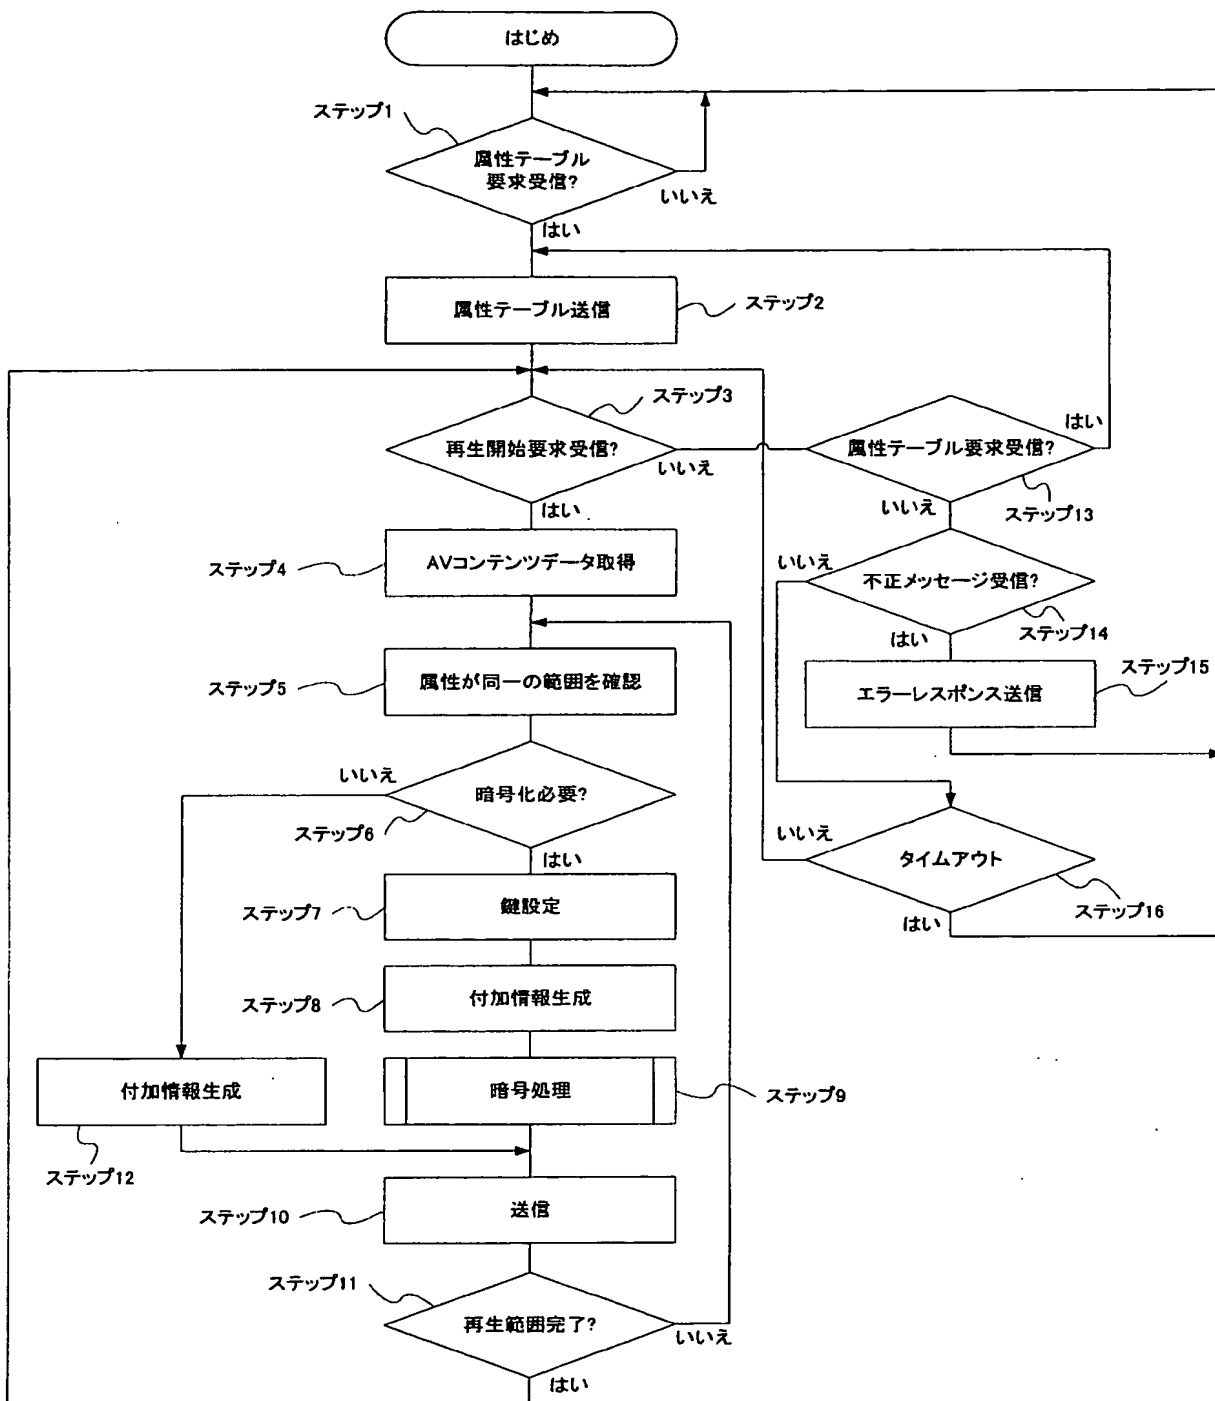 はじめ
ステップ1
属性テーブル
要求受信?
いいえ
はい
属性テーブル送信
ステップ2
ステップ3
再生開始要求受信?
いいえ
はい
属性テーブル要求受信?
はい
いいえ
ステップ13
ステップ4
AVコンテンツデータ取得
いいえ
不正メッセージ受信?
はい
ステップ14
ステップ5
属性が同一の範囲を確認
ステップ15
エラーレスポンス送信
いいえ
暗号化必要?
ステップ6
はい
いいえ
タイムアウト
はい
ステップ16
ステップ7
鍵設定
ステップ8
付加情報生成
付加情報生成
ステップ12
暗号処理
ステップ9
ステップ10
送信
ステップ11
再生範囲完了?
いいえ
はい